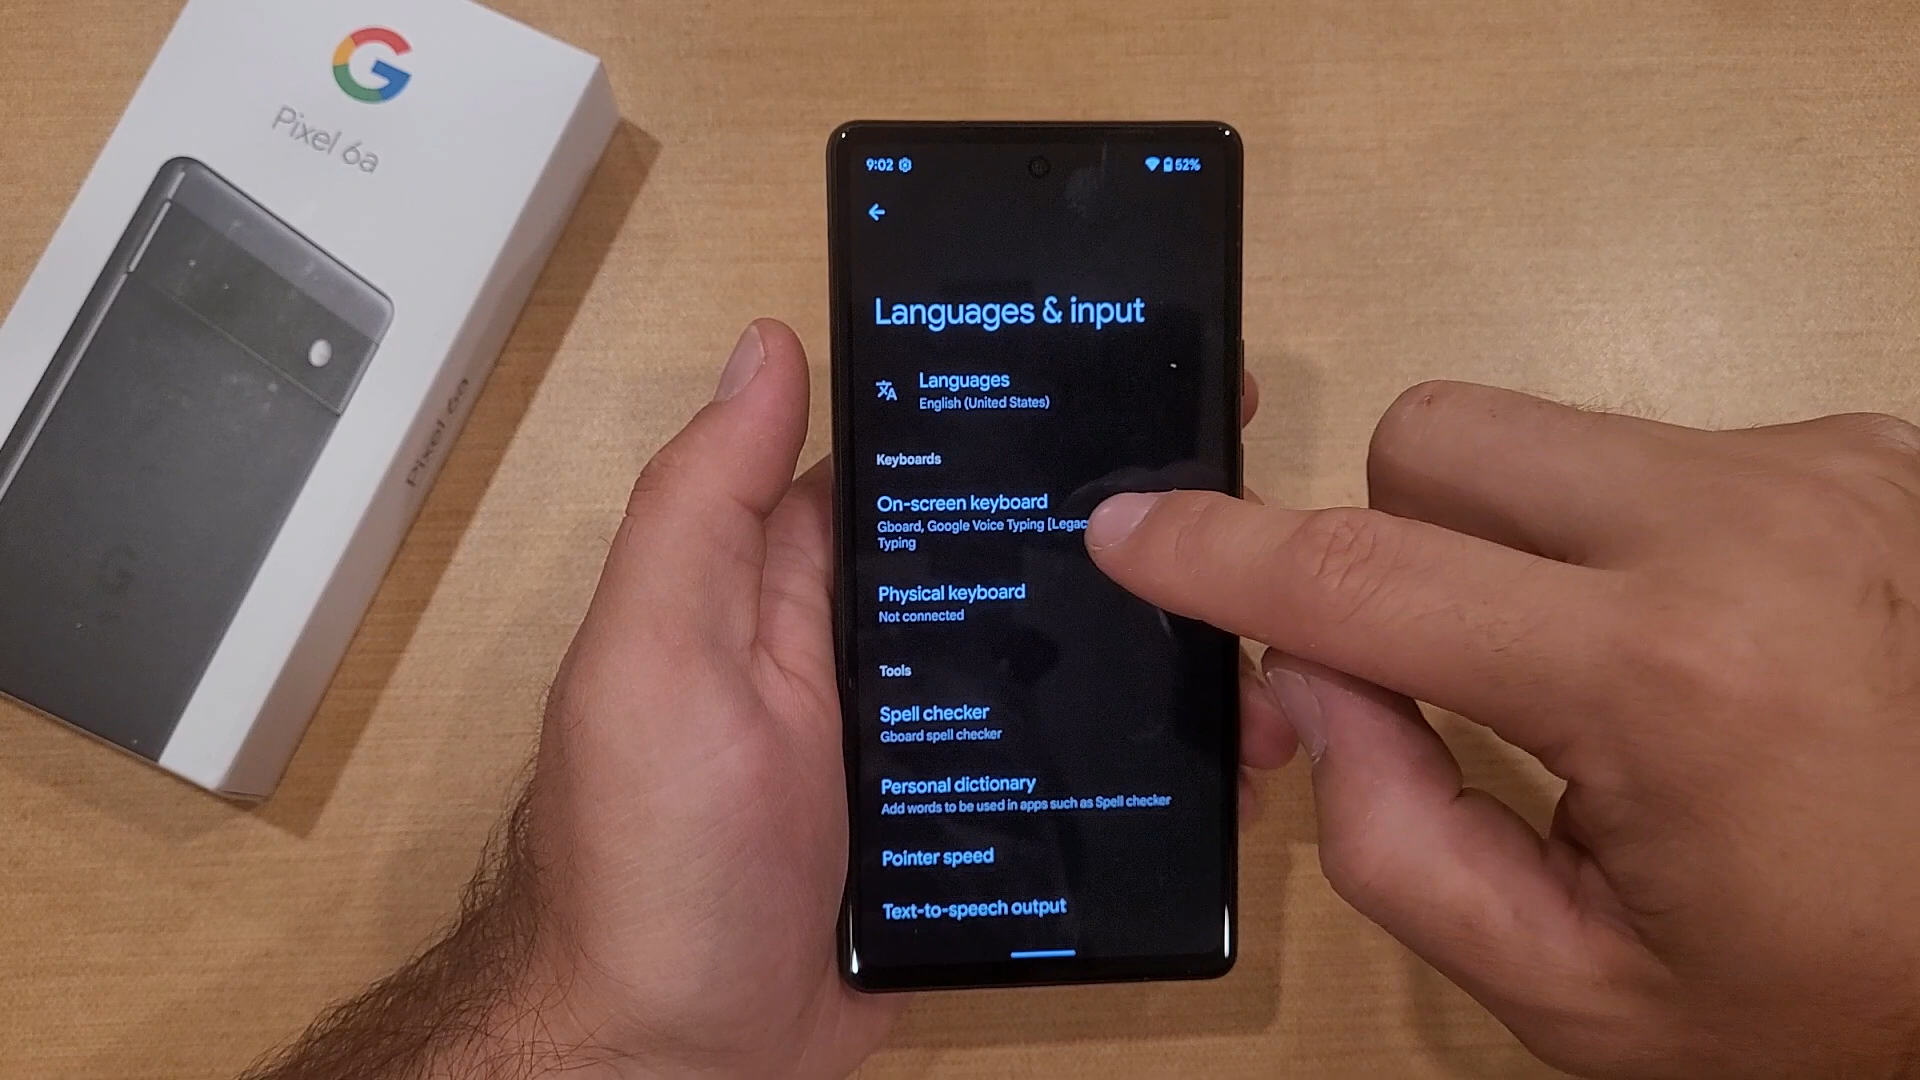 G
Pixel 6a
Pixel 6a
9:02
52%
Languages & input
Languages
English (United States)
Keyboards
On-screen keyboard
Gboard, Google Voice Typing [Legac
Typing
Physical keyboard
Not connected
Tools
Spell checker
Gboard spell checker
Personal dictionary
Add words to be used in apps such as Spell checker
Pointer speed
Text-to-speech output